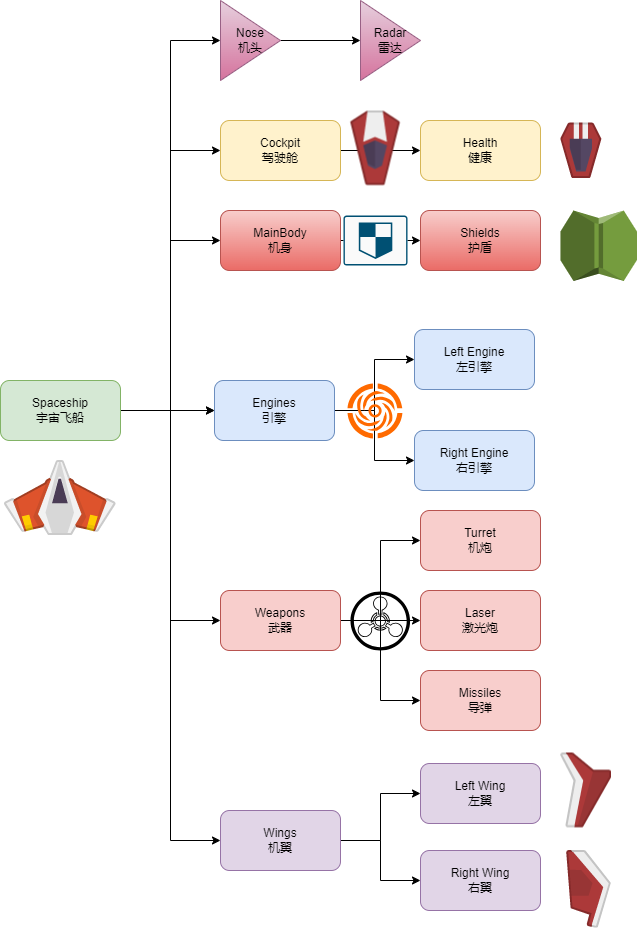 Nose
机头
Radar
雷达
Cockpit
驾驶舱
Health
健康
MainBody
机身
Shields
护盾
Left Engine
左引擎
Spaceship
宇宙飞船
Engines
引擎
Right Engine
右引擎
Turret
机炮
Weapons
武器
Laser
激光炮
Missiles
导弹
Left Wing
左翼
Wings
机翼
Right Wing
右翼